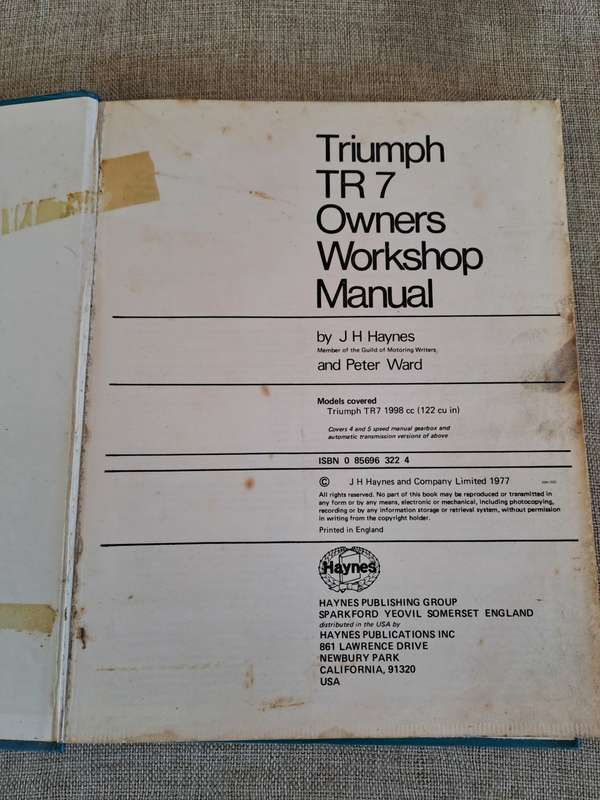 Triumph
TR 7
Owners
Workshop
Manual
by J H Haynes
Member of the Guild of Motoring Writers
and Peter Ward
Models covered
Triumph TR7 1998 cc (122 cu in)
Covers 4 and 5 speed manual gearbox and
automatic transmission versions of above
ISBN 0 85696 322 4
© J H Haynes and Company Limited 1977
All rights reserved. No part of this book may be reproduced or transmitted in
any form or by any means, electronic or mechanical, including photocopying,
recording or by any information storage or retrieval system, without permission
in writing from the copyright holder.
Printed in England
Haynes
HAYNES PUBLISHING GROUP
SPARKFORD YEOVIL SOMERSET ENGLAND
distributed in the USA by
HAYNES PUBLICATIONS INC
861 LAWRENCE DRIVE
NEWBURY PARK
CALIFORNIA, 91320
USA